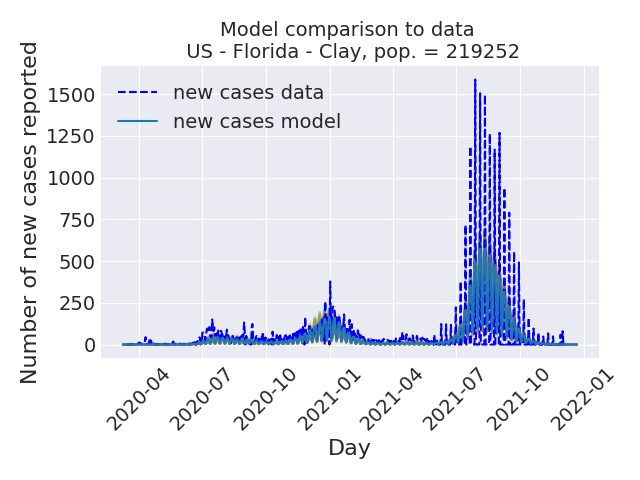 Model comparison to data
US - Florida - Clay, pop. = 219252
new cases data
new cases model
Number of new cases reported
1500
1250
1000
750
500
250
0
2020-04
2020-07
2020-10
2021-01
2021-04
2021-07
2021-10
2022-01
Day